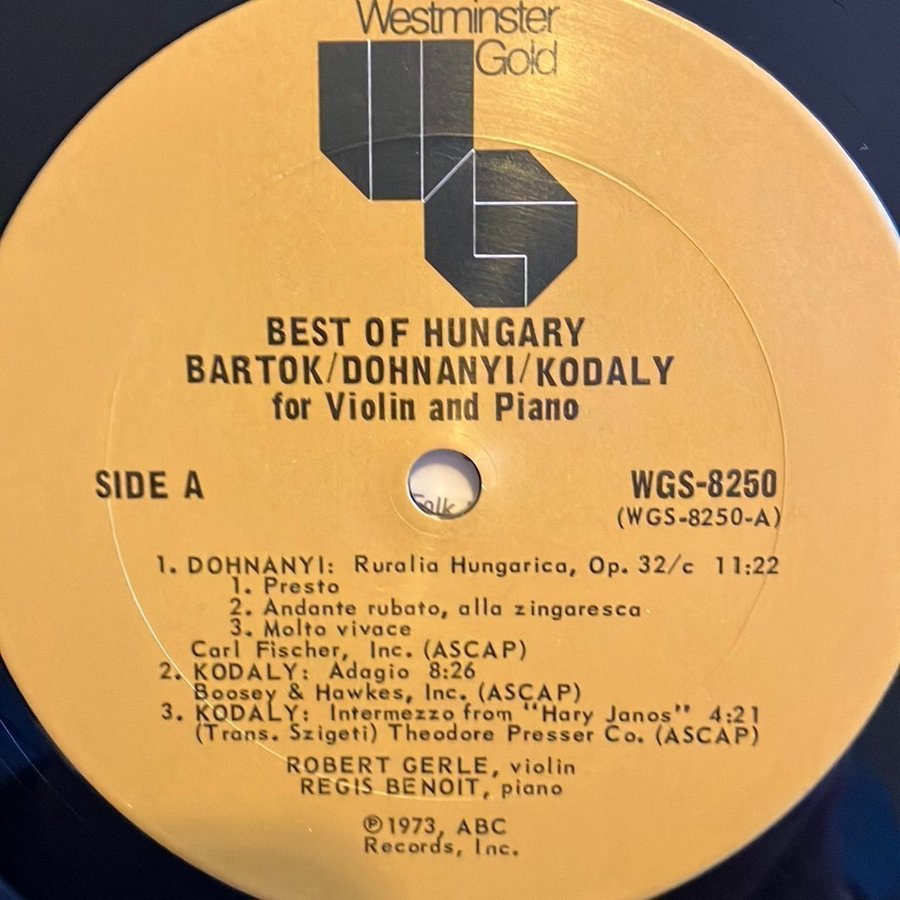 Westminster
Gold
BEST OF HUNGARY
BARTOK/DOHNANYI/KODALY
for Violin and Piano
SIDE A
WGS-8250
(WGS-8250-A)
Folk
1. DOHNANYI: Ruralia Hungarica, Op. 32/c 11:22
1. Presto
2. Andante rubato, alla zingaresca
3. Molto vivace
Carl Fischer, Inc. (ASCAP)
2. KODALY: Adagio 8:26
Boosey & Hawkes, Inc. (ASCAP)
3. KODALY: Intermezzo from "Hary Janos" 4:21
(Trans. Szigeti) Theodore Presser Co. (ASCAP)
ROBERT GERLE, violin
REGIS BENOIT, piano
℗1973, ABC
Records, Inc.